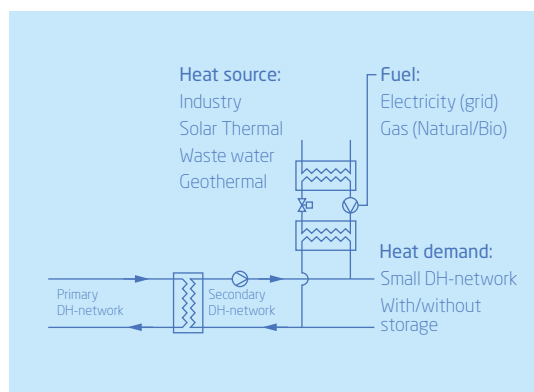 Heat source:
Industry
Solar Thermal
Waste water
Geothermal
Fuel:
Electricity (grid)
Gas (Natural/Bio)
Heat demand:
Small DH-network
With/without
storage
Primary
DH-network
Secondary
DH-network